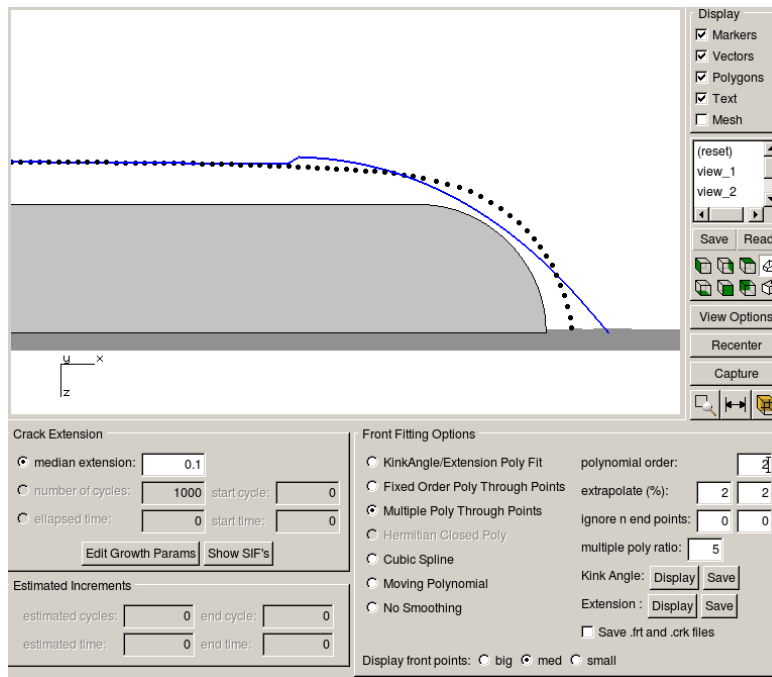 Display
Markers
Vectors
Polygons
Text
Mesh
(reset)
view_1
view_2
Save Read
View Options
Recenter
Capture
y x
z
Crack Extension
median extension: 0.1
number of cycles: 1000 start cycle: 0
ellapsed time: 0 start time: 0
Edit Growth Params Show SIF's
Estimated Increments
estimated cycles: 0 end cycle: 0
estimated time: 0 end time: 0
Front Fitting Options
KinkAngle/Extension Poly Fit
Fixed Order Poly Through Points
Multiple Poly Through Points
Hermitian Closed Poly
Cubic Spline
Moving Polynomial
No Smoothing
polynomial order: 2
extrapolate (%): 2 2
ignore n end points: 0 0
multiple poly ratio: 5
Kink Angle: Display Save
Extension : Display Save
Save .frt and .crk files
Display front points: big med small